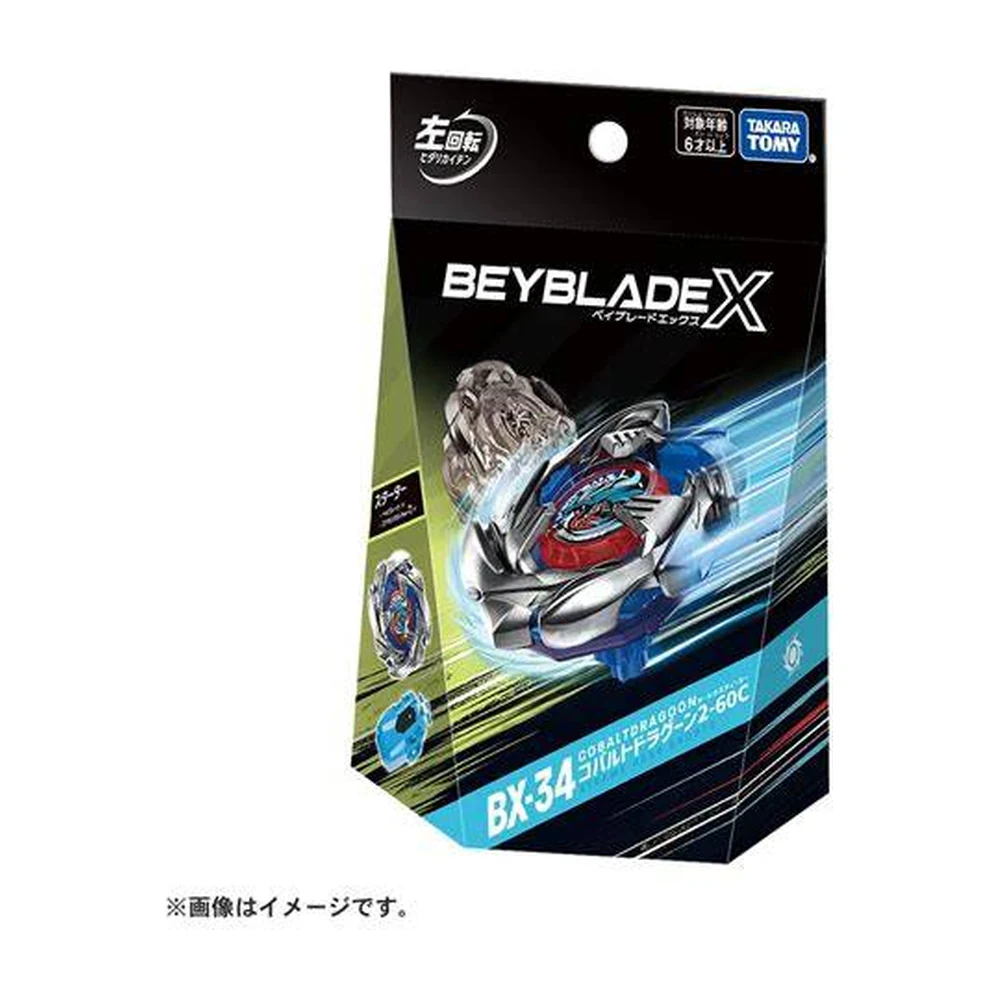 左回転
ヒダリカイテン
対象年齢
6才以上
TAKARA
TOMY
BEYBLADE X
ベイブレードエックス
スターター
COBALTDRAGOON
BX-34 コバルトドラグーン2-60C
※画像はイメージです。